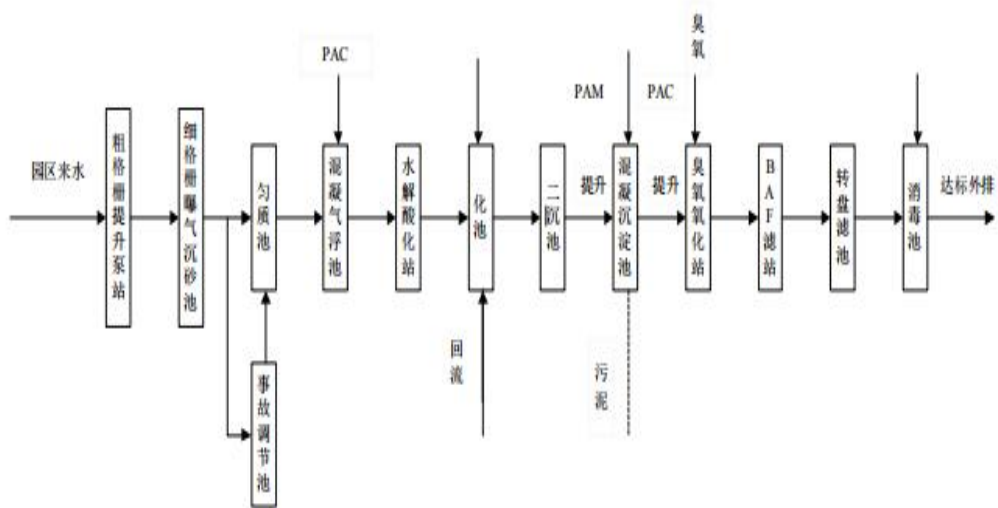 臭氧
PAC
PAM
PAC
园区来水
粗格栅提升泵站
细格栅曝气沉砂池
匀质池
混凝气浮池
水解酸化站
化池
二沉池
提升
混凝沉淀池
提升
臭氧氧化站
BAF滤站
转盘滤池
消毒池
达标外排
回流
污泥
事故调节池